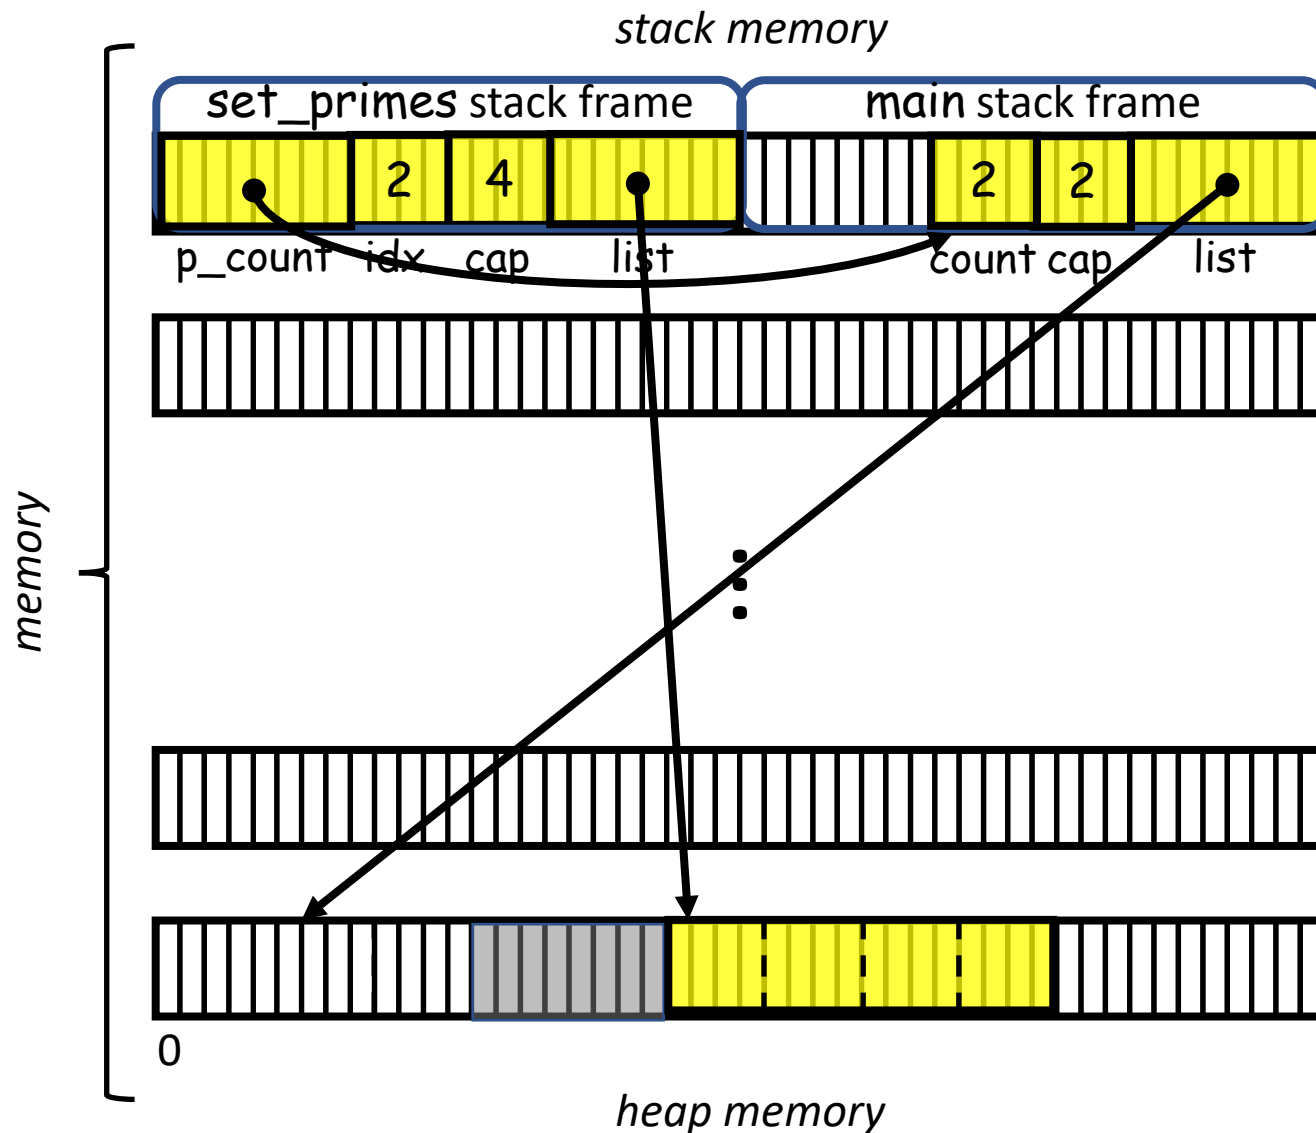 stack memory
set_primes stack frame
main stack frame
2 4 2 2
p_count idx cap list count cap list
memory
0
heap memory